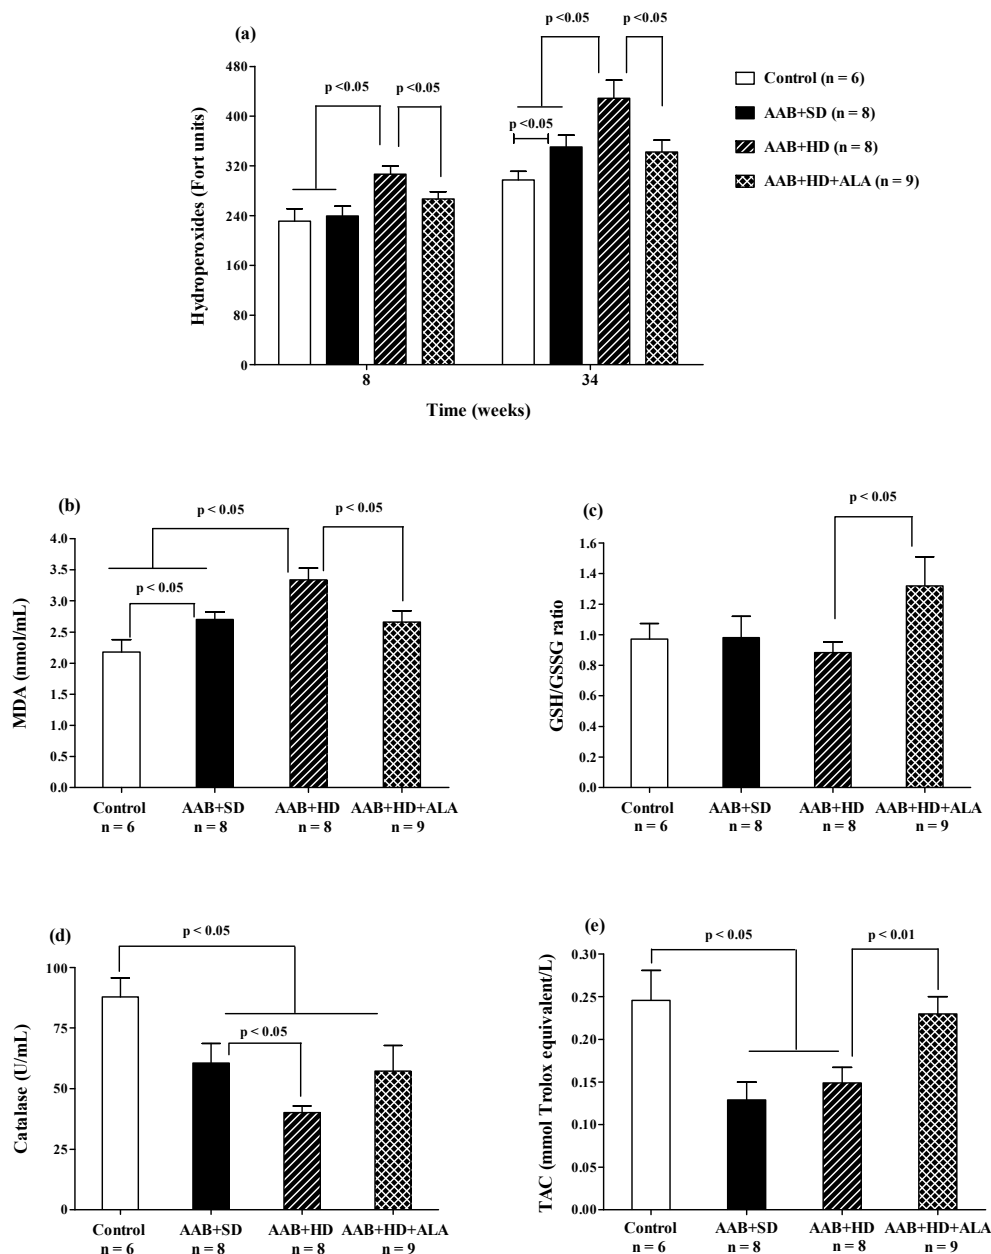 (a)
p <0.05
p <0.05
p <0.05
p <0.05
p <0.05
Hydroperoxides (Fort units)
480
400
320
240
160
80
0
8
34
Time (weeks)
Control (n = 6)
AAB+SD (n = 8)
AAB+HD (n = 8)
AAB+HD+ALA (n = 9)
(b)
p < 0.05
p < 0.05
p < 0.05
MDA (nmol/mL)
4.0
3.5
3.0
2.5
2.0
1.5
1.0
0.5
0.0
Control AAB+SD AAB+HD AAB+HD+ALA
n = 6 n = 8 n = 8 n = 9
(c)
p < 0.05
GSH/GSSG ratio
1.6
1.4
1.2
1.0
0.8
0.6
0.4
0.2
0.0
Control AAB+SD AAB+HD AAB+HD+ALA
n = 6 n = 8 n = 8 n = 9
(d)
p < 0.05
p < 0.05
Catalase (U/mL)
100
75
50
25
0
Control AAB+SD AAB+HD AAB+HD+ALA
n = 6 n = 8 n = 8 n = 9
(e)
p < 0.05
p < 0.01
TAC (mmol Trolox equivalent/L)
0.30
0.25
0.20
0.15
0.10
0.05
0.00
Control AAB+SD AAB+HD AAB+HD+ALA
n = 6 n = 8 n = 8 n = 9